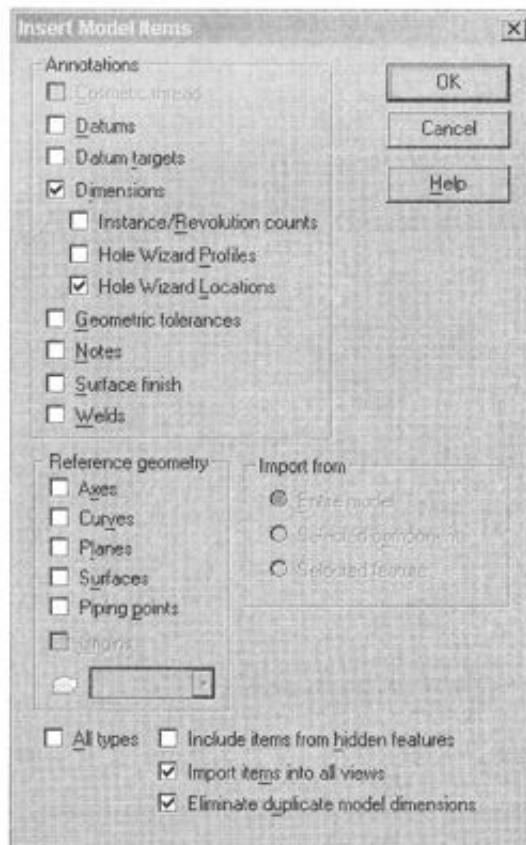 Insert Model Items
Annotations
Cosmetic thread
Datums
Datum targets
Dimensions
Instance/Revolution counts
Hole Wizard Profiles
Hole Wizard Locations
Geometric tolerances
Notes
Surface finish
Welds
OK
Cancel
Help
Reference geometry
Axes
Curves
Planes
Surfaces
Piping points
Import from
Entire model
Selected component
Selected feature
All types
Include items from hidden features
Import items into all views
Eliminate duplicate model dimensions